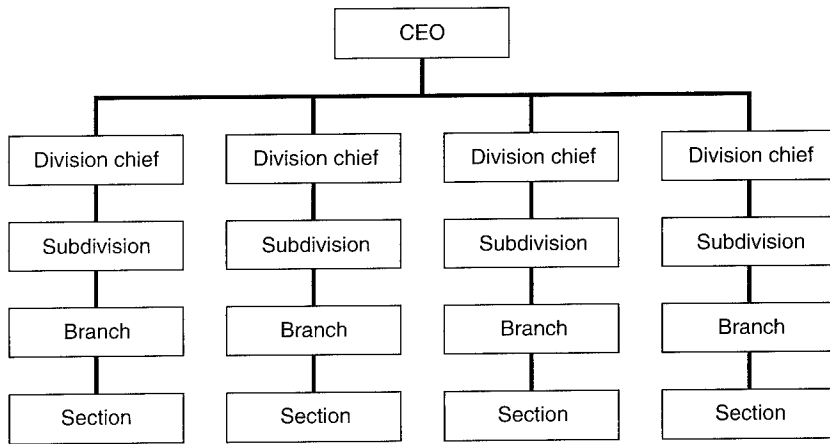 CEO
Division chief
Division chief
Division chief
Division chief
Subdivision
Subdivision
Subdivision
Subdivision
Branch
Branch
Branch
Branch
Section
Section
Section
Section